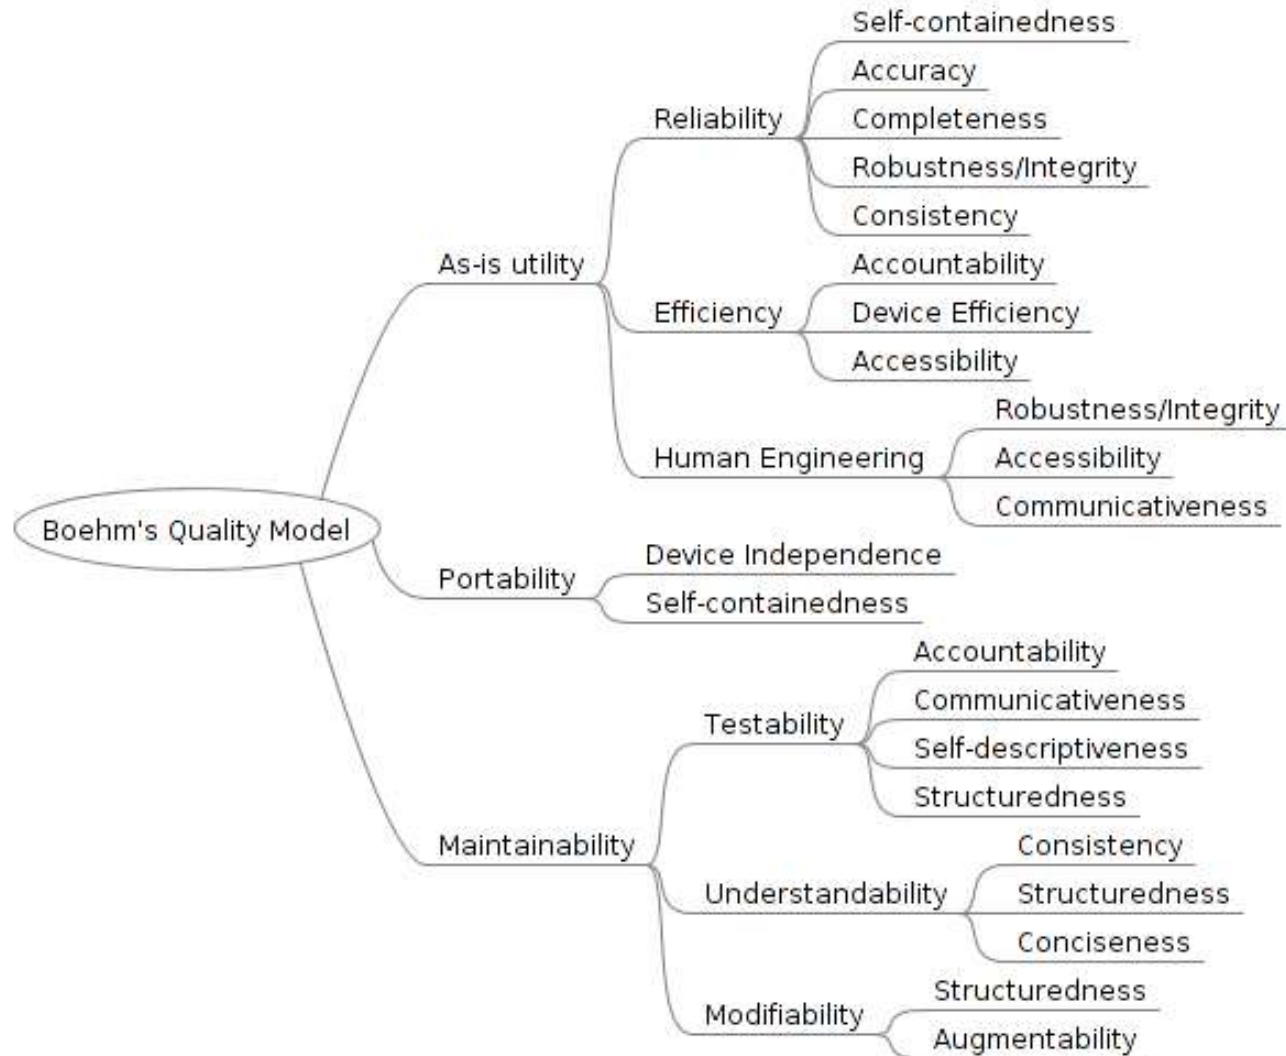 Self-containedness
Accuracy
Reliability
Completeness
Robustness/Integrity
Consistency
As-is utility
Accountability
Efficiency
Device Efficiency
Accessibility
Robustness/Integrity
Human Engineering
Accessibility
Communicativeness
Boehm's Quality Model
Device Independence
Portability
Self-containedness
Accountability
Communicativeness
Testability
Self-descriptiveness
Structuredness
Maintainability
Consistency
Understandability
Structuredness
Conciseness
Structuredness
Modifiability
Augmentability